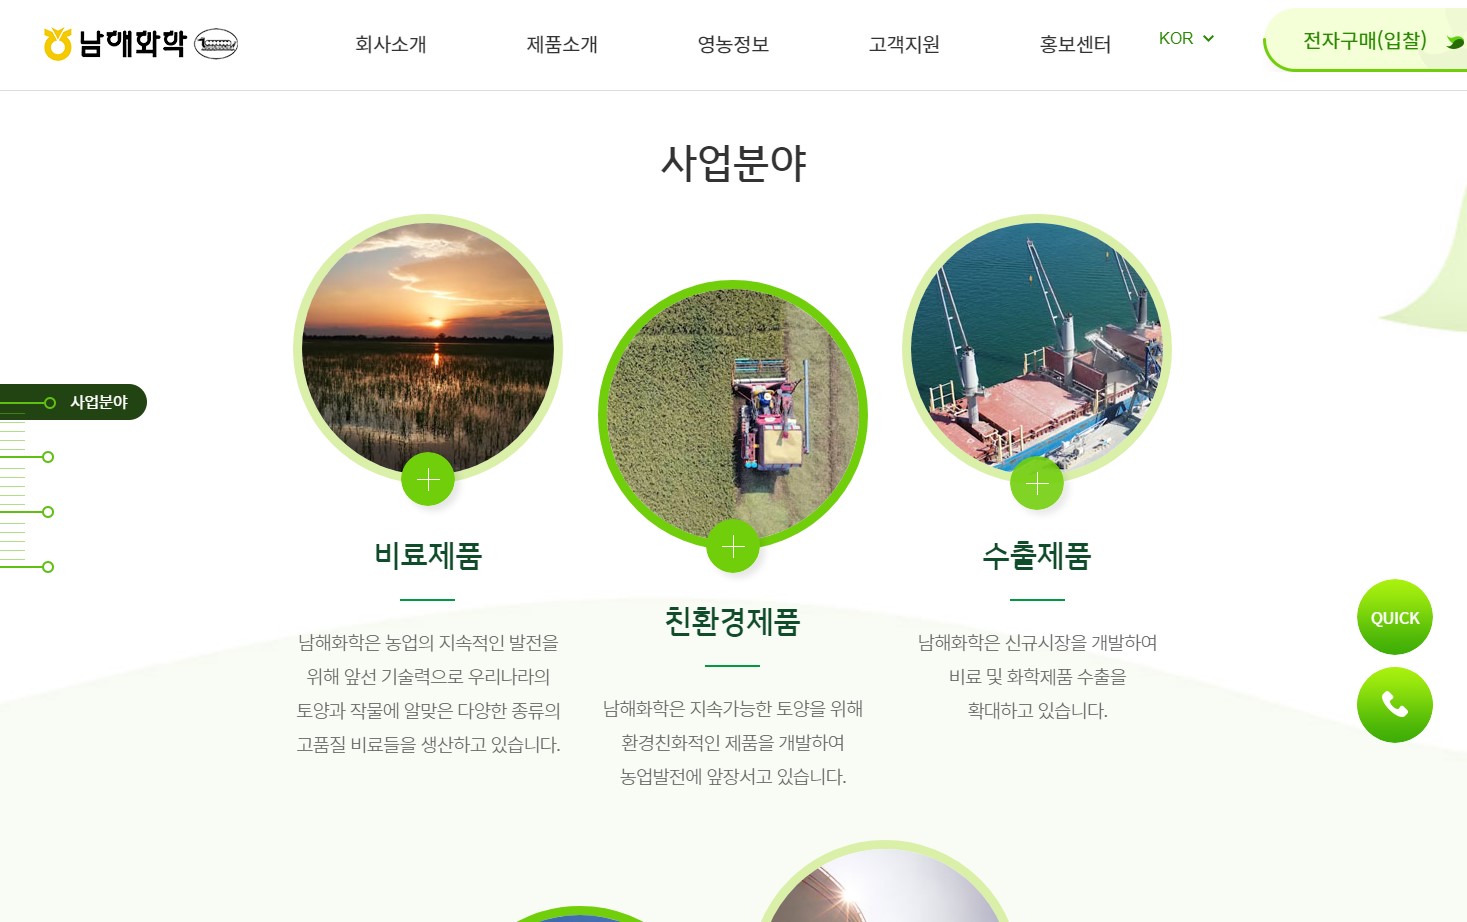 남해화학
회사소개
제품소개
영농정보
고객지원
홍보센터
KOR
전자구매(입찰)
사업분야
사업분야
비료제품
남해화학은 농업의 지속적인 발전을
위해 앞선 기술력으로 우리나라의
토양과 작물에 알맞은 다양한 종류의
고품질 비료들을 생산하고 있습니다.
친환경제품
남해화학은 지속가능한 토양을 위해
환경친화적인 제품을 개발하여
농업발전에 앞장서고 있습니다.
수출제품
남해화학은 신규시장을 개발하여
비료 및 화학제품 수출을
확대하고 있습니다.
QUICK